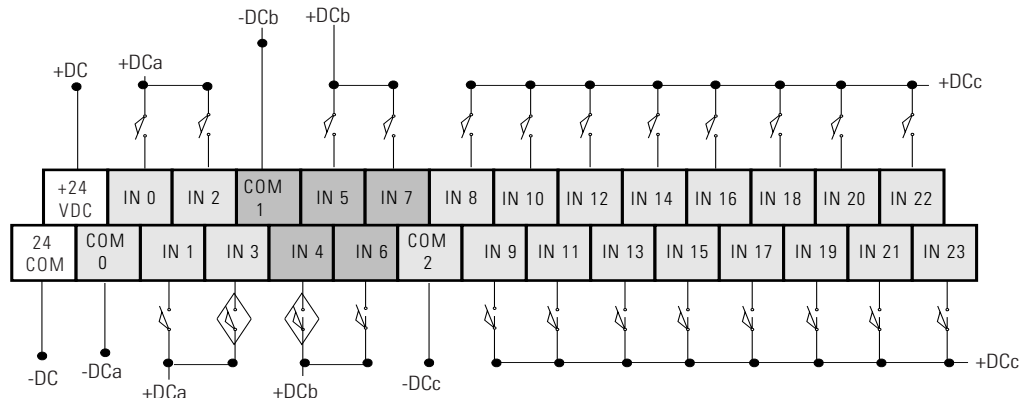 -DCb +DCb
+DC +DCa +DCc
+24 VDC IN 0 IN 2 COM 1 IN 5 IN 7 IN 8 IN 10 IN 12 IN 14 IN 16 IN 18 IN 20 IN 22
24 COM COM 0 IN 1 IN 3 IN 4 IN 6 COM 2 IN 9 IN 11 IN 13 IN 15 IN 17 IN 19 IN 21 IN 23
-DC -DCa +DCa +DCb -DCc +DCc